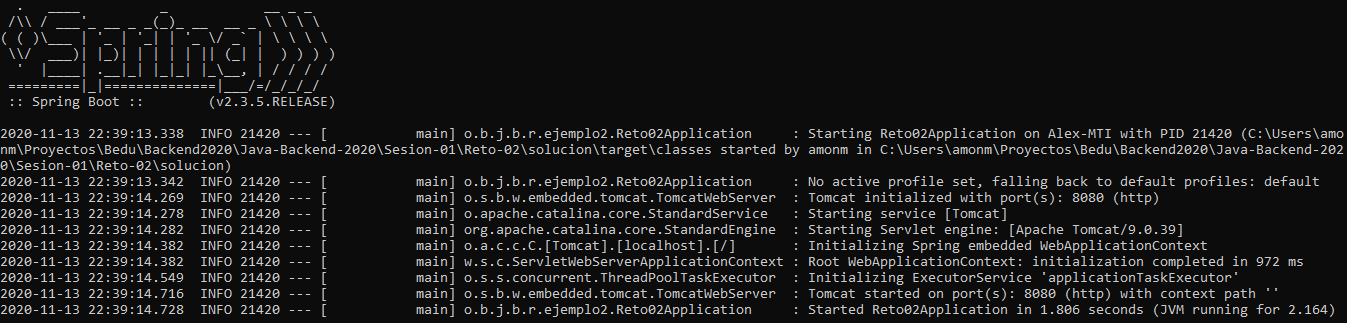 .   ____          _            __ _ _
 /\\ / ___'_ __ _ _(_)_ __  __ _ \ \ \ \
( ( )\___ | '_ | '_| | '_ \/ _` | \ \ \ \
 \\/  ___)| |_)| | | | | || (_| |  ) ) ) )
  '  |____| .__|_| |_|_| |_\__, | / / / /
 =========|_|==============|___/=/_/_/_/
 :: Spring Boot ::        (v2.3.5.RELEASE)

2020-11-13 22:39:13.338  INFO 21420 --- [           main] o.b.j.b.r.ejemplo2.Reto02Application     : Starting Reto02Application on Alex-MTI with PID 21420 (C:\Users\amo
nm\Proyectos\Bedu\Backend2020\Java-Backend-2020\Sesion-01\Reto-02\solucion\target\classes started by amonm in C:\Users\amonm\Proyectos\Bedu\Backend2020\Java-Backend-202
0\Sesion-01\Reto-02\solucion)
2020-11-13 22:39:13.342  INFO 21420 --- [           main] o.b.j.b.r.ejemplo2.Reto02Application     : No active profile set, falling back to default profiles: default
2020-11-13 22:39:14.269  INFO 21420 --- [           main] o.s.b.w.embedded.tomcat.TomcatWebServer  : Tomcat initialized with port(s): 8080 (http)
2020-11-13 22:39:14.278  INFO 21420 --- [           main] o.apache.catalina.core.StandardService   : Starting service [Tomcat]
2020-11-13 22:39:14.282  INFO 21420 --- [           main] org.apache.catalina.core.StandardEngine  : Starting Servlet engine: [Apache Tomcat/9.0.39]
2020-11-13 22:39:14.382  INFO 21420 --- [           main] o.a.c.c.C.[Tomcat].[localhost].[/]       : Initializing Spring embedded WebApplicationContext
2020-11-13 22:39:14.382  INFO 21420 --- [           main] w.s.c.ServletWebServerApplicationContext : Root WebApplicationContext: initialization completed in 972 ms
2020-11-13 22:39:14.549  INFO 21420 --- [           main] o.s.s.concurrent.ThreadPoolTaskExecutor  : Initializing ExecutorService 'applicationTaskExecutor'
2020-11-13 22:39:14.716  INFO 21420 --- [           main] o.s.b.w.embedded.tomcat.TomcatWebServer  : Tomcat started on port(s): 8080 (http) with context path ''
2020-11-13 22:39:14.728  INFO 21420 --- [           main] o.b.j.b.r.ejemplo2.Reto02Application     : Started Reto02Application in 1.806 seconds (JVM running for 2.164)